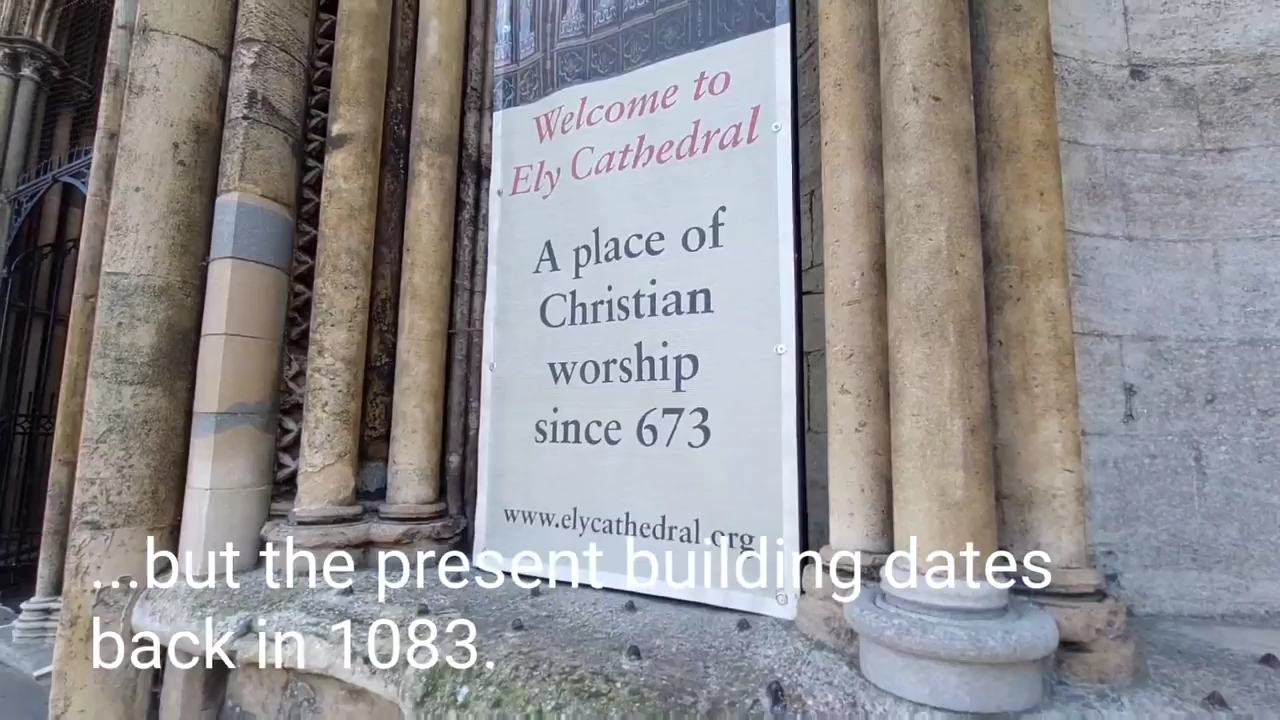 Welcome to
Ely Cathedral
A place of
Christian
worship
since 673
www.elycathedral.org
...but the present building dates
back in 1083.